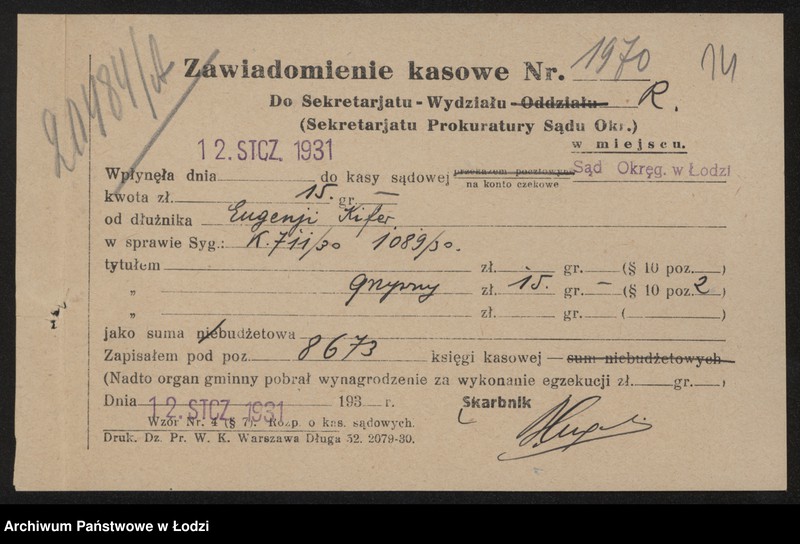 20484/A
Zawiadomienie kasowe Nr. 1970
14
Do Sekretarjatu - Wydziału - Oddziału R.
(Sekretarjatu Prokuratury Sądu Okr.)
w miejscu.
12. STCZ. 1931
Wpłynęła dnia do kasy sądowej przekazem pocztowym Sąd Okręg. w Łodzi
na konto czekowe
kwota zł. 15. gr. —
od dłużnika Eugenji Kifer
w sprawie Syg.: K. 711/30 1089/30.
tytułem zł. gr. (§ 10 poz. )
„ grzywny zł. 15. gr. — (§ 10 poz. 2 )
„ zł. gr. ( )
jako suma niebudżetowa
Zapisałem pod poz. 8673 księgi kasowej — sum niebudżetowych
(Nadto organ gminny pobrał wynagrodzenie za wykonanie egzekucji zł. gr. )
Dnia 12. STCZ. 1931 193 r. Skarbnik
Wzór Nr. 4 (§ 7). Rozp. o kas. sądowych.
Druk. Dz. Pr. W. K. Warszawa Długa 52. 2079-30.
Archiwum Państwowe w Łodzi